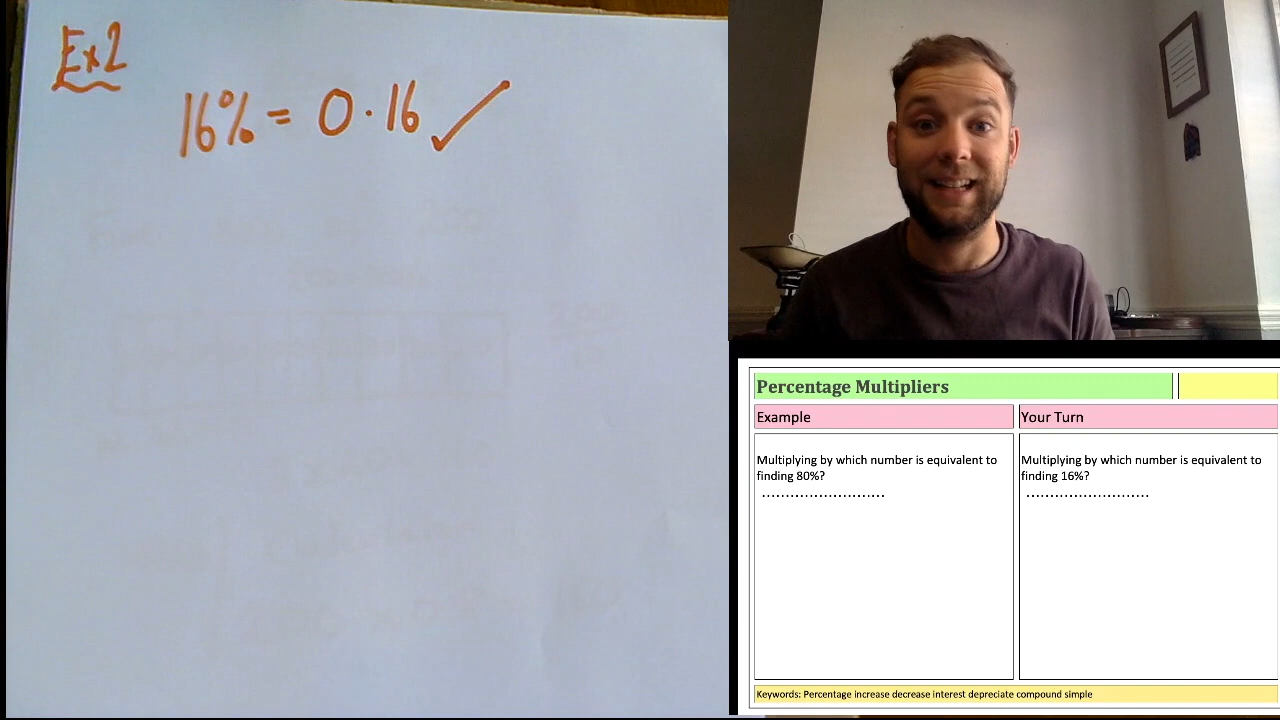 Ex2
16% = 0.16 ✓
Percentage Multipliers
Example
Your Turn
Multiplying by which number is equivalent to
finding 80%?
...........................
Multiplying by which number is equivalent to
finding 16%?
...........................
Keywords: Percentage increase decrease interest depreciate compound simple